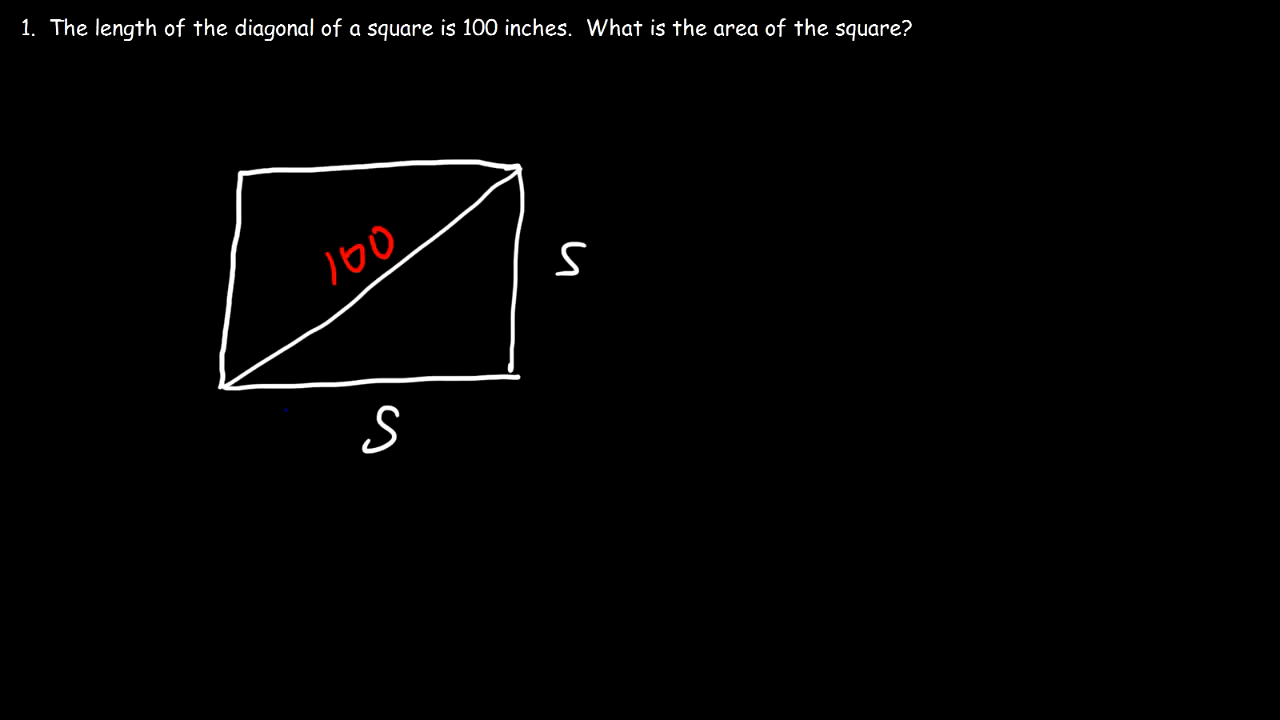 1. The length of the diagonal of a square is 100 inches. What is the area of the square?
100
S
S